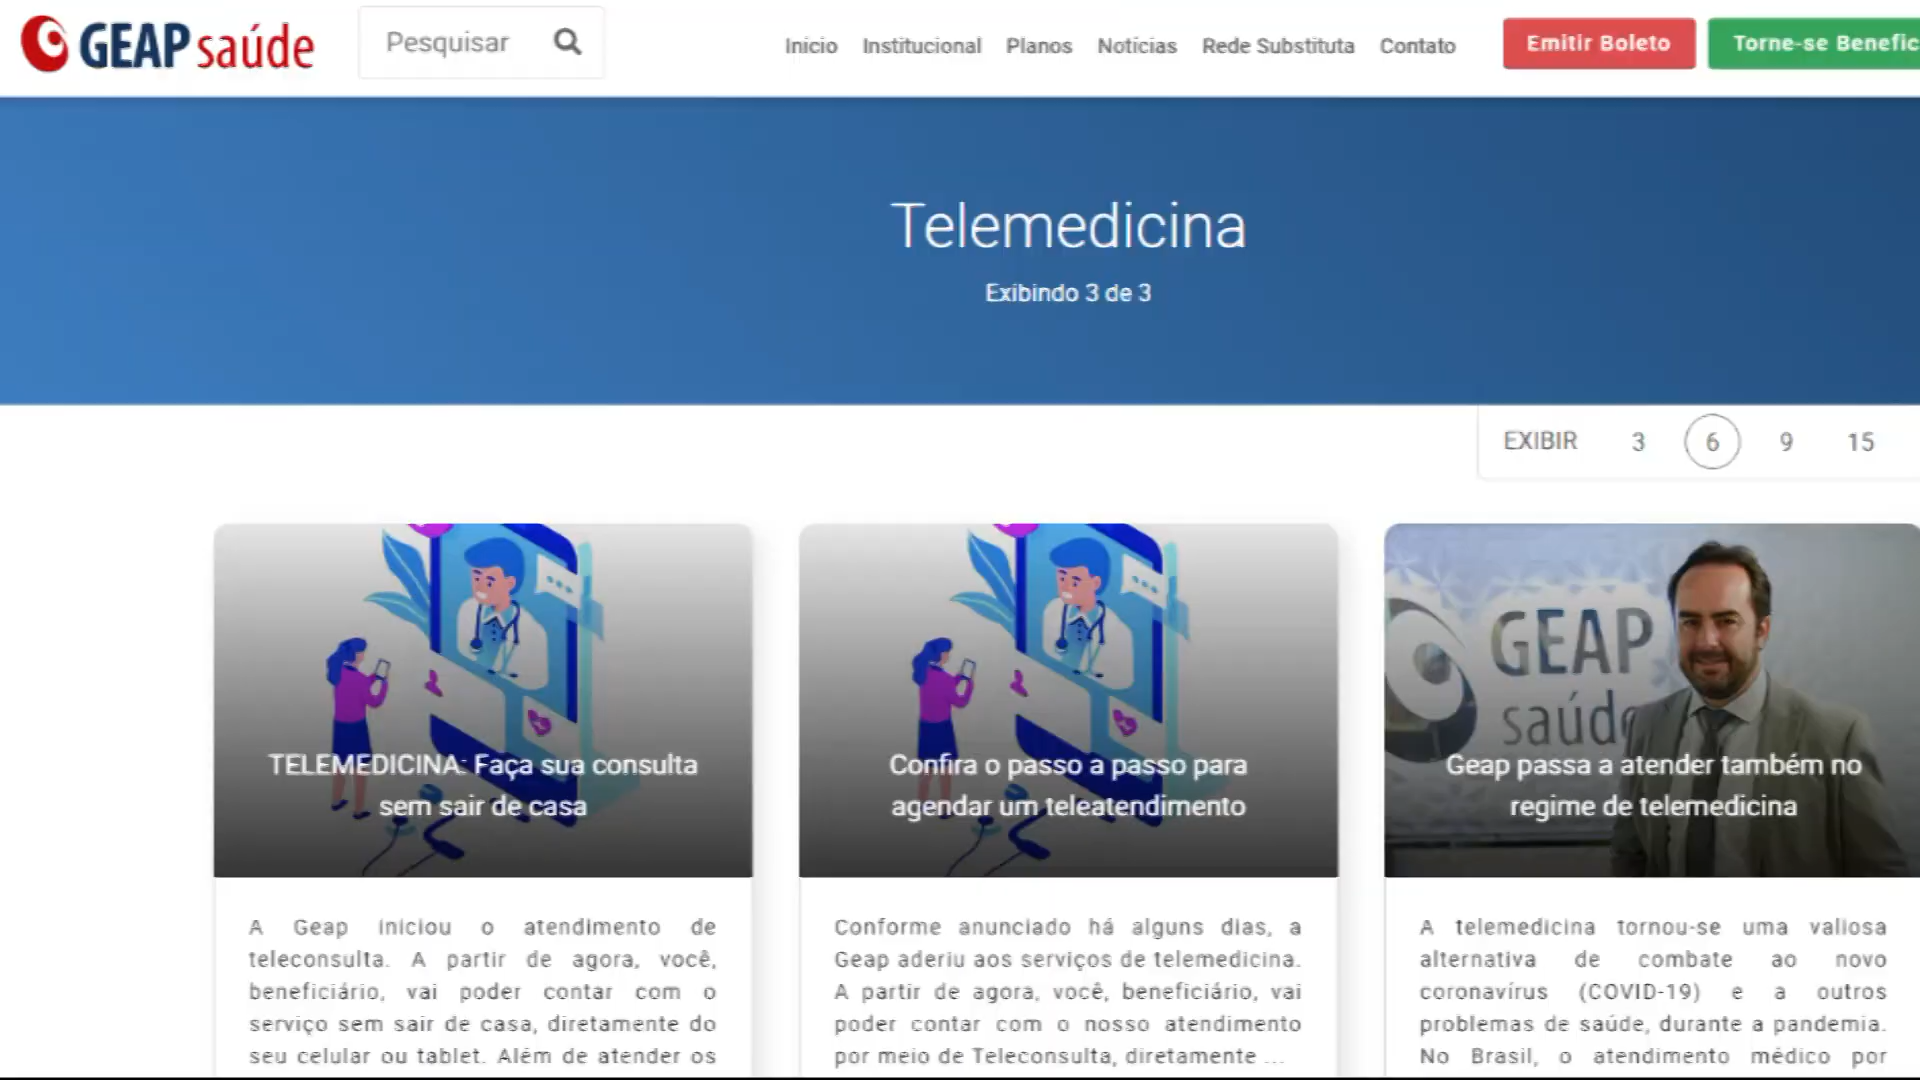 GEAP saúde
Pesquisar
Inicio Institucional Planos Notícias Rede Substituta Contato
Emitir Boleto
Torne-se
Telemedicina
Exibindo 3 de 3
EXIBIR 3 6 9 15
TELEMEDICINA: Faça sua consulta
sem sair de casa
A Geap iniciou o atendimento de
teleconsulta. A partir de agora, você,
beneficiário, vai poder contar com o
serviço sem sair de casa, diretamente do
seu celular ou tablet. Além de atender os
Confira o passo a passo para
agendar um teleatendimento
Conforme anunciado há alguns dias, a
Geap aderiu aos serviços de telemedicina.
A partir de agora, você, beneficiário, vai
poder contar com o nosso atendimento
por meio de Teleconsulta, diretamente ...
GEAP
saúde
Geap passa a atender também no
regime de telemedicina
A telemedicina tornou-se uma valiosa
alternativa de combate ao novo
coronavírus (COVID-19) e a outros
problemas de saúde, durante a pandemia.
No Brasil, o atendimento médico por